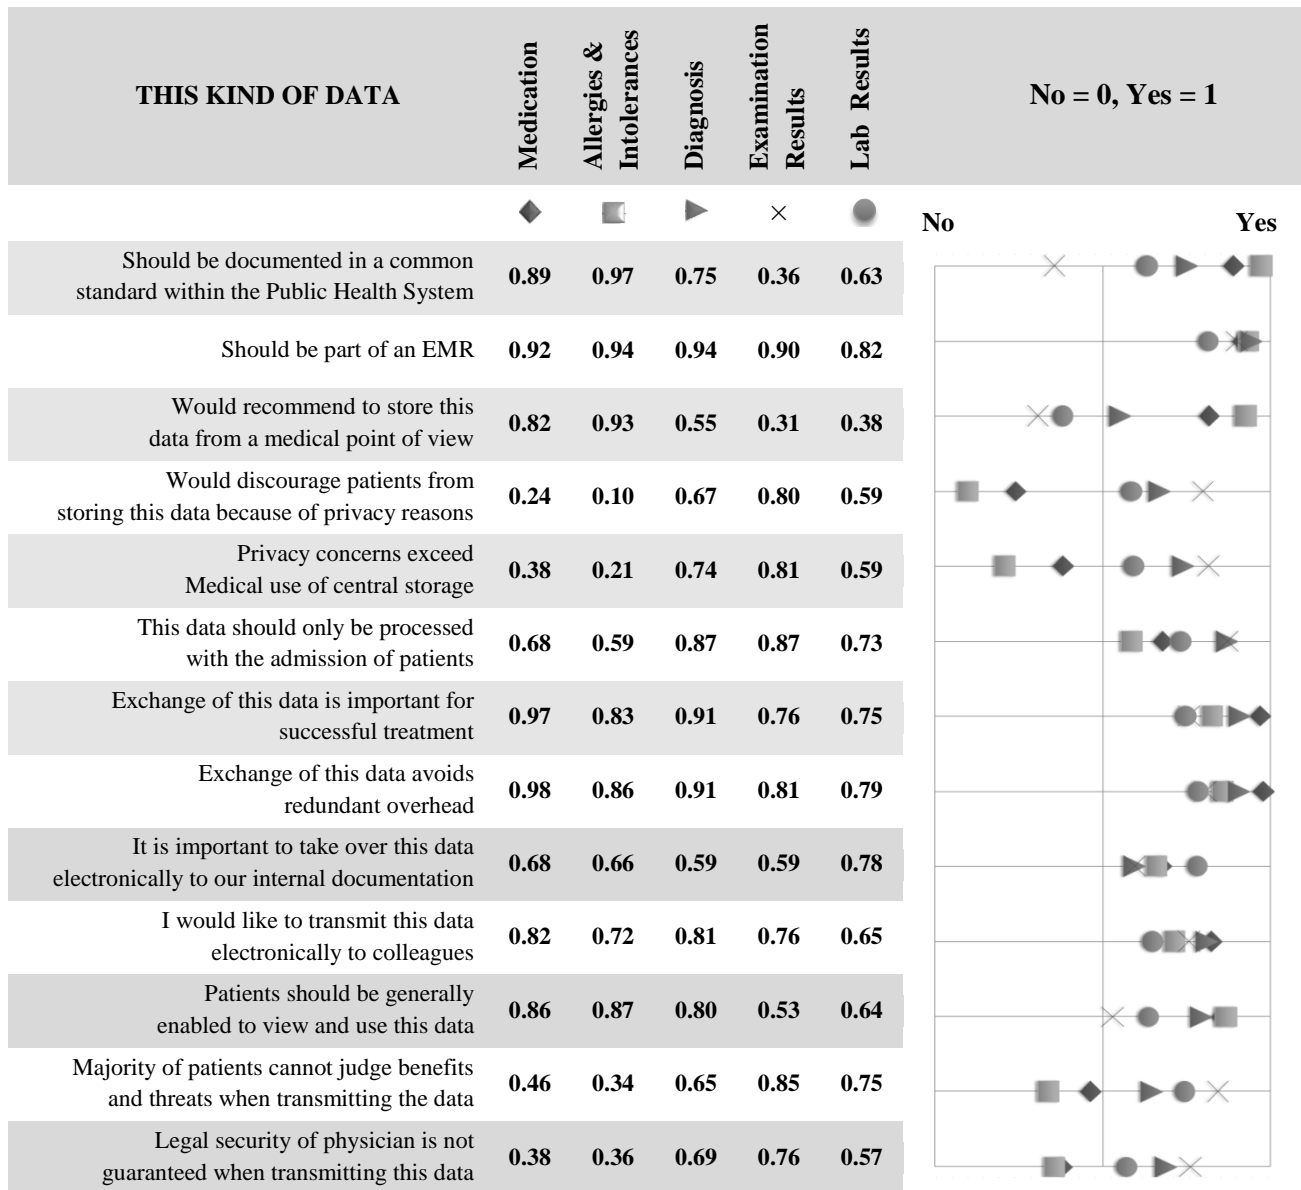 THIS KIND OF DATA
Medication
Allergies &
Intolerances
Diagnosis
Examination
Results
Lab Results
No = 0, Yes = 1
No Yes
Should be documented in a common
standard within the Public Health System
0.89 0.97 0.75 0.36 0.63
Should be part of an EMR 0.92 0.94 0.94 0.90 0.82
Would recommend to store this
data from a medical point of view
0.82 0.93 0.55 0.31 0.38
Would discourage patients from
storing this data because of privacy reasons
0.24 0.10 0.67 0.80 0.59
Privacy concerns exceed
Medical use of central storage
0.38 0.21 0.74 0.81 0.59
This data should only be processed
with the admission of patients
0.68 0.59 0.87 0.87 0.73
Exchange of this data is important for
successful treatment
0.97 0.83 0.91 0.76 0.75
Exchange of this data avoids
redundant overhead
0.98 0.86 0.91 0.81 0.79
It is important to take over this data
electronically to our internal documentation
0.68 0.66 0.59 0.59 0.78
I would like to transmit this data
electronically to colleagues
0.82 0.72 0.81 0.76 0.65
Patients should be generally
enabled to view and use this data
0.86 0.87 0.80 0.53 0.64
Majority of patients cannot judge benefits
and threats when transmitting the data
0.46 0.34 0.65 0.85 0.75
Legal security of physician is not
guaranteed when transmitting this data
0.38 0.36 0.69 0.76 0.57